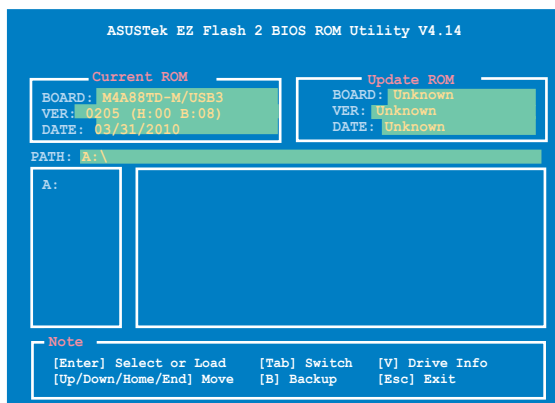 ASUSTek EZ Flash 2 BIOS ROM Utility V4.14
Current ROM
BOARD: M4A88TD-M/USB3
VER: 0205 (H:00 B:08)
DATE: 03/31/2010
Update ROM
BOARD: Unknown
VER: Unknown
DATE: Unknown
PATH: A:\
A:
Note
[Enter] Select or Load [Tab] Switch [V] Drive Info
[Up/Down/Home/End] Move [B] Backup [Esc] Exit